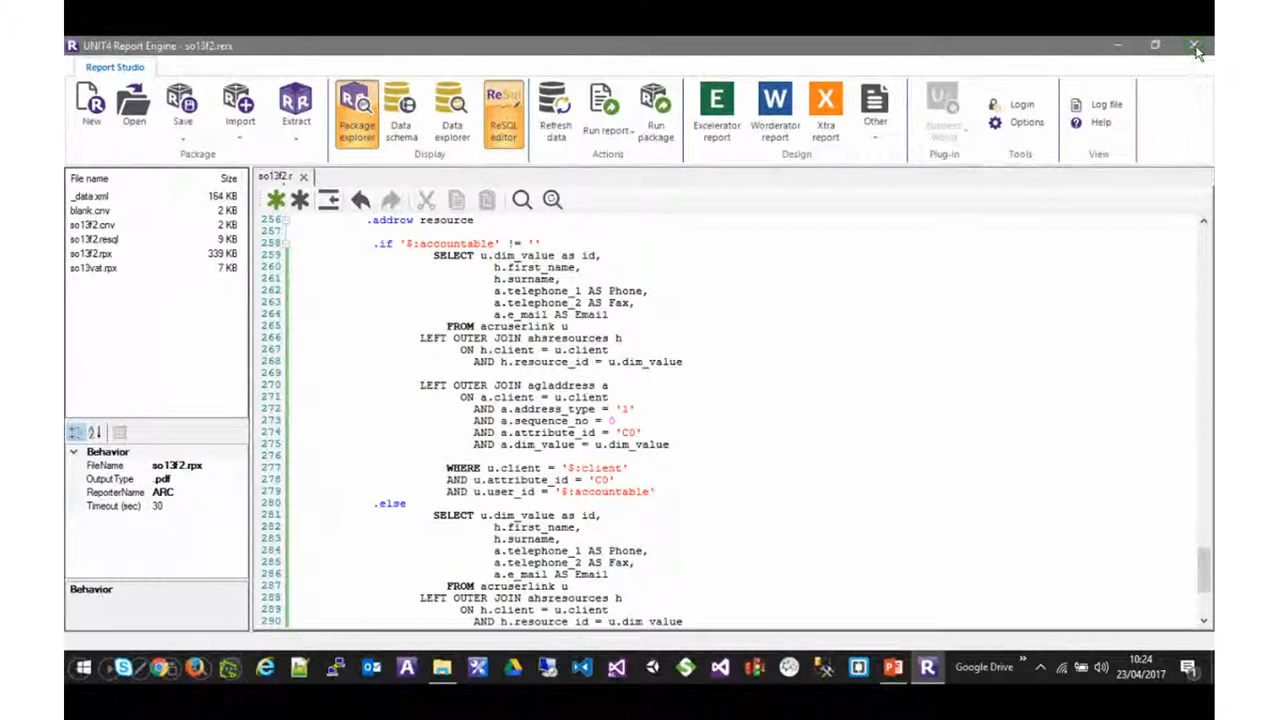 UNIT4 Report Engine - so13f2.rerx
Report Studio
New
Open
Save
Import
Extract
Package explorer
Data schema
Data explorer
ReSQL editor
Refresh data
Run report
Run package
Excelerator report
Worderator report
Xtra report
Other
Login
Options
Log file
Help
Package
Display
Actions
Design
Plug-in
Tools
View
File name Size
_data.xml 164 KB
blank.cnv 2 KB
so13f2.cnv 2 KB
so13f2.resql 9 KB
so13f2.rpx 339 KB
so13vat.rpx 7 KB
Behavior
FileName so13f2.rpx
OutputType .pdf
ReporterName ARC
Timeout (sec) 30
Behavior
so13f2.r
256 .addrow resource
257
258 .if '$:accountable' != ''
259 SELECT u.dim_value as id,
260 h.first_name,
261 h.surname,
262 a.telephone_1 AS Phone,
263 a.telephone_2 AS Fax,
264 a.e_mail AS Email
265 FROM acruserlink u
266 LEFT OUTER JOIN ahsresources h
267 ON h.client = u.client
268 AND h.resource_id = u.dim_value
269
270 LEFT OUTER JOIN agladdress a
271 ON a.client = u.client
272 AND a.address_type = '1'
273 AND a.sequence_no = 0
274 AND a.attribute_id = 'C0'
275 AND a.dim_value = u.dim_value
276
277 WHERE u.client = '$:client'
278 AND u.attribute_id = 'C0'
279 AND u.user_id = '$:accountable'
280 .else
281 SELECT u.dim_value as id,
282 h.first_name,
283 h.surname,
284 a.telephone_1 AS Phone,
285 a.telephone_2 AS Fax,
286 a.e_mail AS Email
287 FROM acruserlink u
288 LEFT OUTER JOIN ahsresources h
289 ON h.client = u.client
290 AND h.resource_id = u.dim_value
Google Drive
10:24
23/04/2017